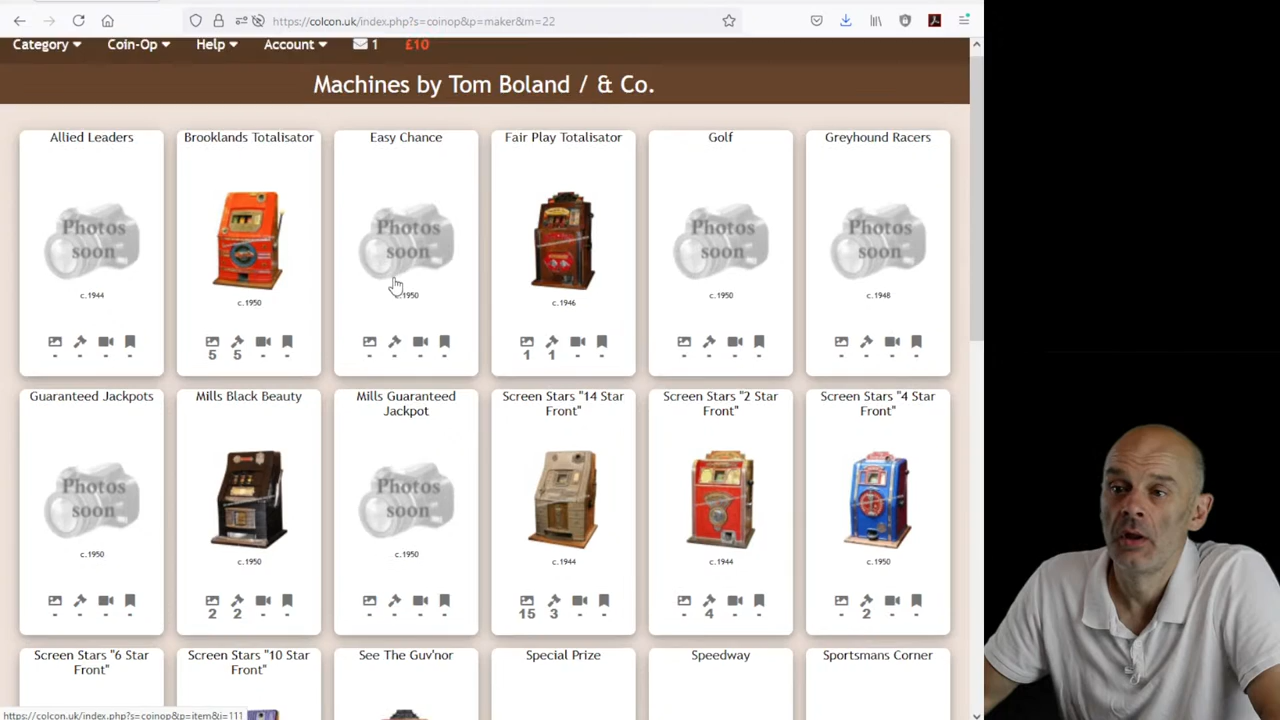 https://colcon.uk/index.php?s=coinop&p=maker&m=22
Category Coin-Op Help Account 1 £10
Machines by Tom Boland / & Co.
Allied Leaders
Photos
soon
c.1944
- - - -
Brooklands Totalisator
c.1950
5 5 - -
Easy Chance
Photos
soon
c.1950
- - - -
Fair Play Totalisator
c.1946
1 1 - -
Golf
Photos
soon
c.1950
- - - -
Greyhound Racers
Photos
soon
c.1948
- - - -
Guaranteed Jackpots
Photos
soon
c.1950
- - - -
Mills Black Beauty
c.1950
2 2 - -
Mills Guaranteed
Jackpot
Photos
soon
c.1950
- - - -
Screen Stars "14 Star
Front"
c.1944
15 3 - -
Screen Stars "2 Star
Front"
c.1944
- 4 - -
Screen Stars "4 Star
Front"
c.1950
- 2 - -
Screen Stars "6 Star
Front"
Screen Stars "10 Star
Front"
See The Guv'nor
Special Prize
Speedway
Sportsmans Corner
https://colcon.uk/index.php?s=coinop&p=item&i=111